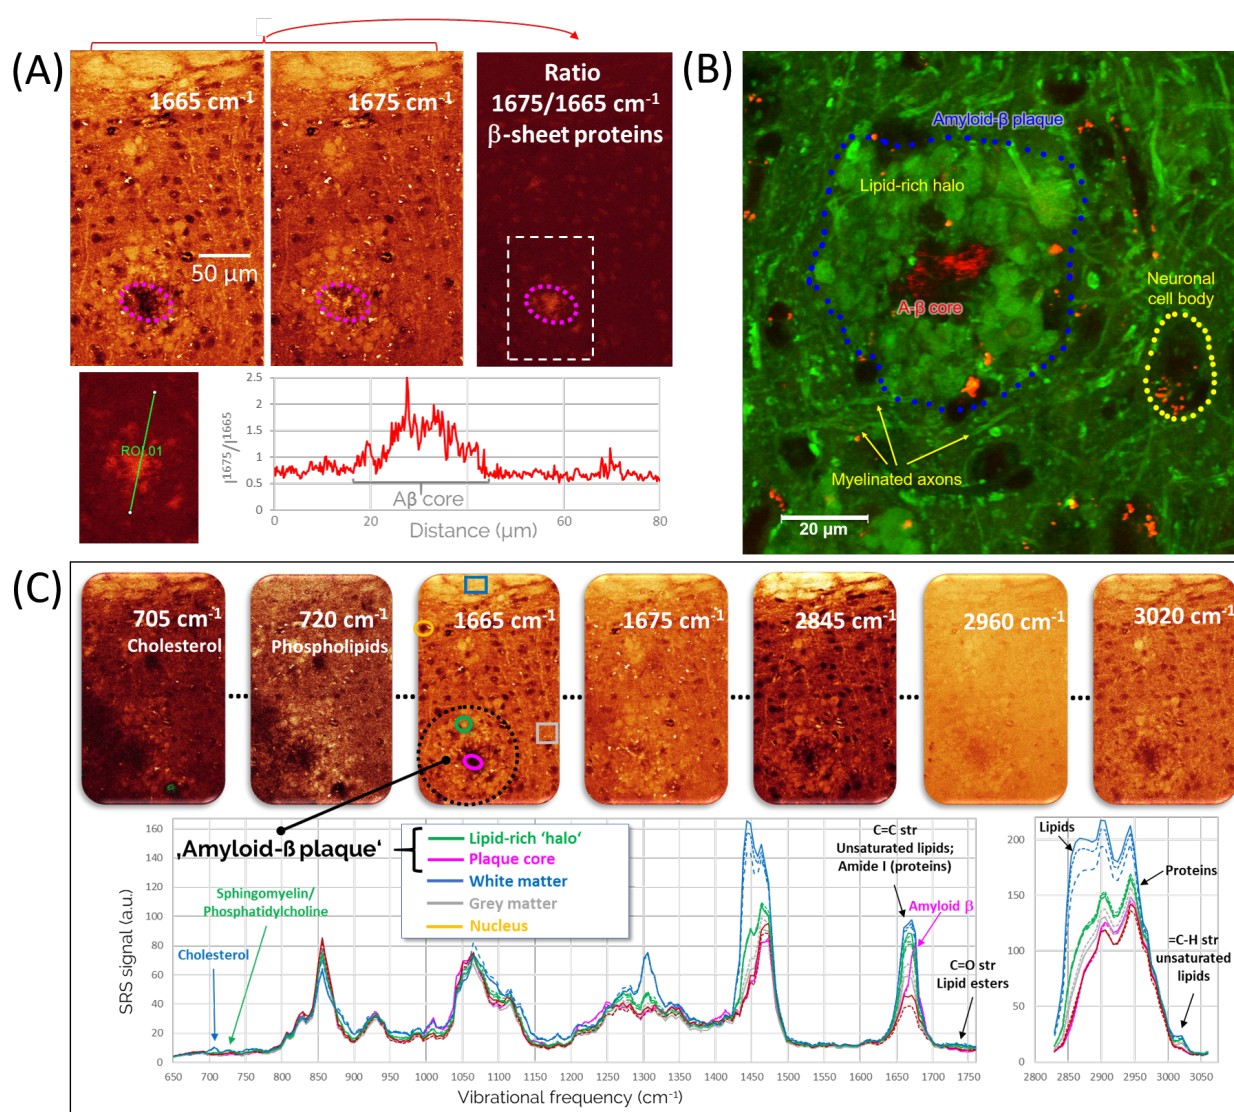 (A)
1665 cm-1
1675 cm-1
Ratio
1675/1665 cm-1
β-sheet proteins
50 µm
ROI.01
I1675/I1665
2.5
2
1.5
1
0.5
0
Aβ core
0 20 40 60 80
Distance (µm)
(B)
Amyloid-β plaque
Lipid-rich halo
A-β core
Neuronal
cell body
Myelinated axons
20 µm
(C)
705 cm-1
Cholesterol
720 cm-1
Phospholipids
1665 cm-1
1675 cm-1
2845 cm-1
2960 cm-1
3020 cm-1
SRS signal (a.u.)
160
140
120
100
80
60
40
20
0
‚Amyloid-ß plaque‘
Lipid-rich ‘halo‘
Plaque core
White matter
Grey matter
Nucleus
Sphingomyelin/
Phosphatidylcholine
Cholesterol
C=C str
Unsaturated lipids;
Amide I (proteins)
Amyloid β
C=O str
Lipid esters
650 700 750 800 850 900 950 1000 1050 1100 1150 1200 1250 1300 1350 1400 1450 1500 1550 1600 1650 1700 1750
Vibrational frequency (cm-1)
200
150
100
50
0
Lipids
Proteins
=C-H str
unsaturated
lipids
2800 2850 2900 2950 3000 3050